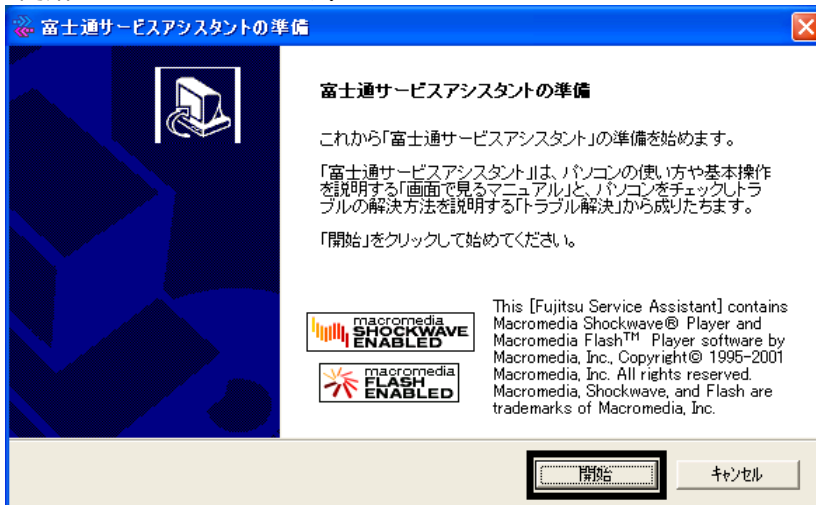 富士通サービスアシスタントの準備
富士通サービスアシスタントの準備
これから「富士通サービスアシスタント」の準備を始めます。
「富士通サービスアシスタント」は、パソコンの使い方や基本操作
を説明する「画面で見るマニュアル」と、パソコンをチェックしトラ
ブルの解決方法を説明する「トラブル解決」から成りたちます。
「開始」をクリックして始めてください。
macromedia
SHOCKWAVE
ENABLED
macromedia
FLASH
ENABLED
This [Fujitsu Service Assistant] contains
Macromedia Shockwave® Player and
Macromedia Flash™ Player software by
Macromedia, Inc., Copyright© 1995-2001
Macromedia, Inc. All rights reserved.
Macromedia, Shockwave, and Flash are
trademarks of Macromedia, Inc.
開始
キャンセル